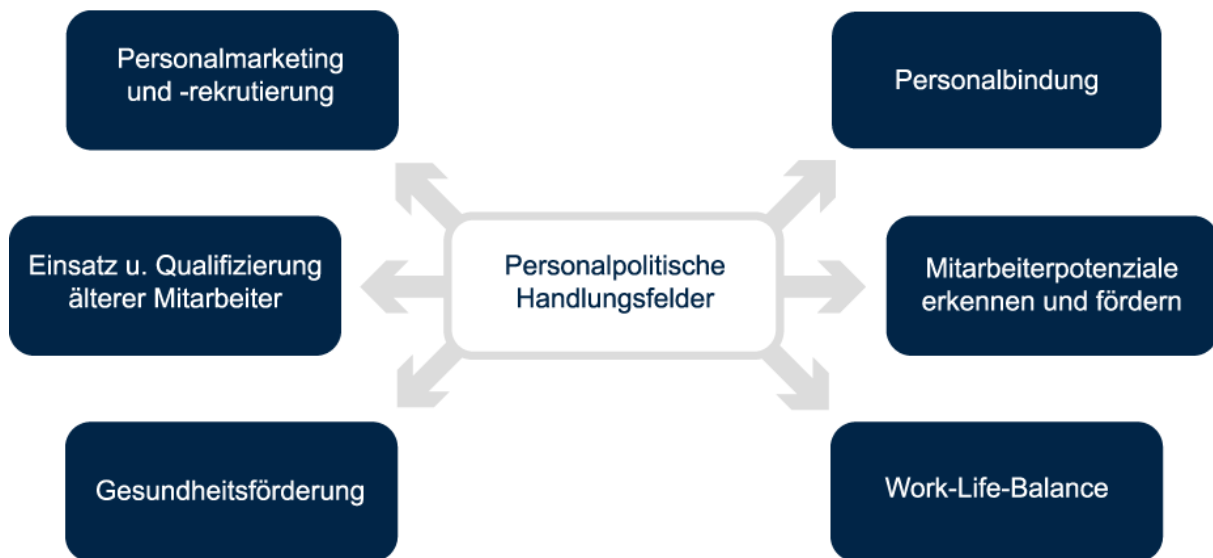 Personalmarketing
und -rekrutierung
Personalbindung
Einsatz u. Qualifizierung
älterer Mitarbeiter
Personalpolitische
Handlungsfelder
Mitarbeiterpotenziale
erkennen und fördern
Gesundheitsförderung
Work-Life-Balance